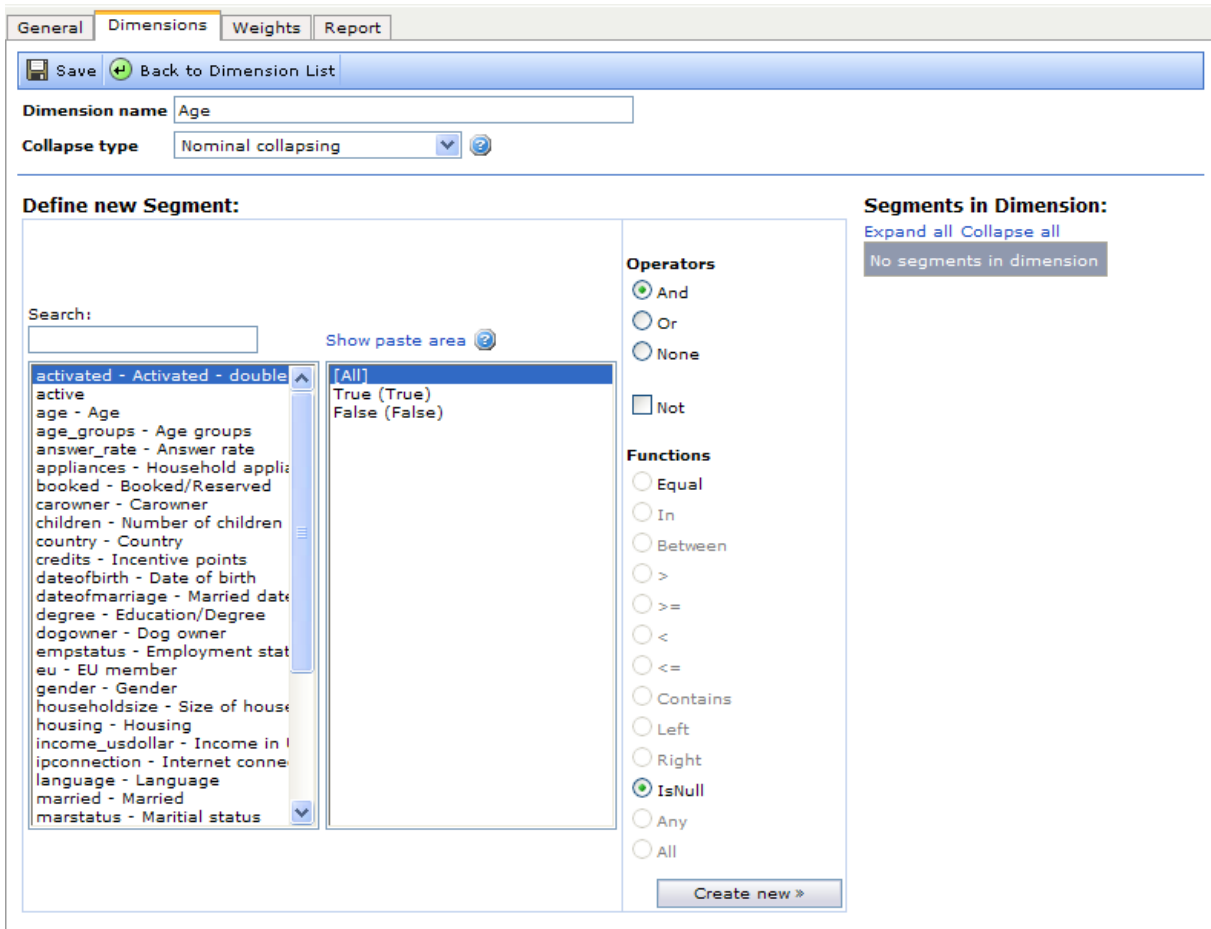 General Dimensions Weights Report
Save Back to Dimension List
Dimension name Age
Collapse type Nominal collapsing
Define new Segment:
Search:
Show paste area
activated - Activated - double
active
age - Age
age_groups - Age groups
answer_rate - Answer rate
appliances - Household applia
booked - Booked/Reserved
carowner - Carowner
children - Number of children
country - Country
credits - Incentive points
dateofbirth - Date of birth
dateofmarriage - Married date
degree - Education/Degree
dogowner - Dog owner
empstatus - Employment stat
eu - EU member
gender - Gender
householdsize - Size of house
housing - Housing
income_usdollar - Income in
ipconnection - Internet conne
language - Language
married - Married
marstatus - Maritial status
[All]
True (True)
False (False)
Operators
And
Or
None
Not
Functions
Equal
In
Between
>
>=
<
<=
Contains
Left
Right
IsNull
Any
All
Create new »
Segments in Dimension:
Expand all Collapse all
No segments in dimension